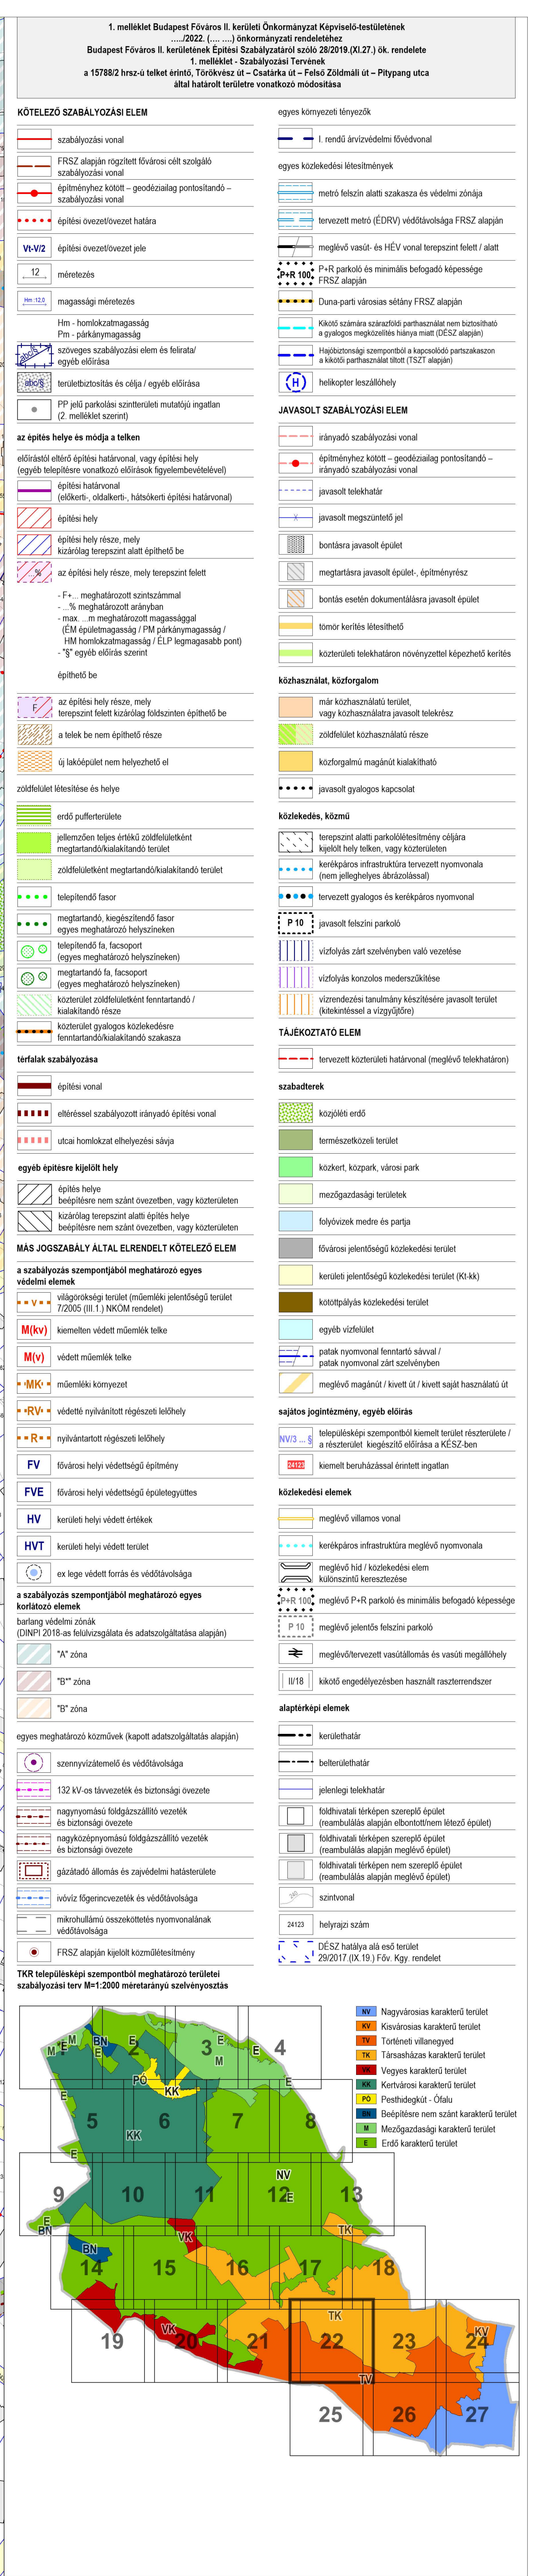 1. melléklet Budapest Főváros II. kerületi Önkormányzat Képviselő-testületének
…../2022. (…. ….) önkormányzati rendeletéhez
Budapest Főváros II. kerületének Építési Szabályzatáról szóló 28/2019.(XI.27.) ök. rendelete
1. melléklet - Szabályozási Tervének
a 15788/2 hrsz-ú telket érintő, Törökvész út – Csatárka út – Felső Zöldmáli út – Pitypang utca
által határolt területre vonatkozó módosítása
KÖTELEZŐ SZABÁLYOZÁSI ELEM
szabályozási vonal
FRSZ alapján rögzített fővárosi célt szolgáló
szabályozási vonal
építményhez kötött – geodéziailag pontosítandó –
szabályozási vonal
építési övezet/övezet határa
Vt-V/2 építési övezet/övezet jele
12 méretezés
Hm :12,0 magassági méretezés
Hm - homlokzatmagasság
Pm - párkánymagasság
abc/§ szöveges szabályozási elem és felirata/
egyéb előírása
abc/§ területbiztosítás és célja / egyéb előírása
PP jelű parkolási szintterületi mutatójú ingatlan
(2. melléklet szerint)
az építés helye és módja a telken
előírástól eltérő építési határvonal, vagy építési hely
(egyéb telepítésre vonatkozó előírások figyelembevételével)
építési határvonal
(előkerti-, oldalkerti-, hátsókerti építési határvonal)
építési hely
építési hely része, mely
kizárólag terepszint alatt építhető be
...% az építési hely része, mely terepszint felett
- F+... meghatározott szintszámmal
- ...% meghatározott arányban
- max. ...m meghatározott magassággal
(ÉM épületmagasság / PM párkánymagasság /
HM homlokzatmagasság / ÉLP legmagasabb pont)
- "§" egyéb előírás szerint
építhető be
F az építési hely része, mely
terepszint felett kizárólag földszinten építhető be
a telek be nem építhető része
új lakóépület nem helyezhető el
zöldfelület létesítése és helye
erdő pufferterülete
jellemzően teljes értékű zöldfelületként
megtartandó/kialakítandó terület
zöldfelületként megtartandó/kialakítandó terület
telepítendő fasor
megtartandó, kiegészítendő fasor
egyes meghatározó helyszíneken
telepítendő fa, facsoport
(egyes meghatározó helyszíneken)
megtartandó fa, facsoport
(egyes meghatározó helyszíneken)
közterület zöldfelületként fenntartandó /
kialakítandó része
közterület gyalogos közlekedésre
fenntartandó/kialakítandó szakasza
térfalak szabályozása
építési vonal
eltéréssel szabályozott irányadó építési vonal
utcai homlokzat elhelyezési sávja
egyéb építésre kijelölt hely
építés helye
beépítésre nem szánt övezetben, vagy közterületen
kizárólag terepszint alatti építés helye
beépítésre nem szánt övezetben, vagy közterületen
MÁS JOGSZABÁLY ÁLTAL ELRENDELT KÖTELEZŐ ELEM
a szabályozás szempontjából meghatározó egyes
védelmi elemek
V világörökségi terület (műemléki jelentőségű terület
7/2005 (III.1.) NKÖM rendelet)
M(kv) kiemelten védett műemlék telke
M(v) védett műemlék telke
MK műemléki környezet
RV védetté nyilvánított régészeti lelőhely
R nyilvántartott régészeti lelőhely
FV fővárosi helyi védettségű építmény
FVE fővárosi helyi védettségű épületegyüttes
HV kerületi helyi védett értékek
HVT kerületi helyi védett terület
ex lege védett forrás és védőtávolsága
a szabályozás szempontjából meghatározó egyes
korlátozó elemek
barlang védelmi zónák
(DINPI 2018-as felülvizsgálata és adatszolgáltatása alapján)
"A" zóna
"B*" zóna
"B" zóna
egyes meghatározó közművek (kapott adatszolgáltatás alapján)
szennyvízátemelő és védőtávolsága
132 kV-os távvezeték és biztonsági övezete
nagynyomású földgázszállító vezeték
és biztonsági övezete
nagyközépnyomású földgázszállító vezeték
és biztonsági övezete
gázátadó állomás és zajvédelmi hatásterülete
ivóvíz főgerincvezeték és védőtávolsága
mikrohullámú összeköttetés nyomvonalának
védőtávolsága
FRSZ alapján kijelölt közműlétesítmény
egyes környezeti tényezők
I. rendű árvízvédelmi fővédvonal
egyes közlekedési létesítmények
metró felszín alatti szakasza és védelmi zónája
tervezett metró (ÉDRV) védőtávolsága FRSZ alapján
meglévő vasút- és HÉV vonal terepszint felett / alatt
P+R 100 P+R parkoló és minimális befogadó képessége
FRSZ alapján
Duna-parti városias sétány FRSZ alapján
Kikötő számára szárazföldi parthasználat nem biztosítható
a gyalogos megközelítés hiánya miatt (DÉSZ alapján)
Hajóbiztonsági szempontból a kapcsolódó partszakaszon
a kikötői parthasználat tiltott (TSZT alapján)
H helikopter leszállóhely
JAVASOLT SZABÁLYOZÁSI ELEM
irányadó szabályozási vonal
építményhez kötött – geodéziailag pontosítandó –
irányadó szabályozási vonal
javasolt telekhatár
javasolt megszüntető jel
bontásra javasolt épület
megtartásra javasolt épület-, építményrész
bontás esetén dokumentálásra javasolt épület
tömör kerítés létesíthető
közterületi telekhatáron növényzettel képezhető kerítés
közhasználat, közforgalom
már közhasználatú terület,
vagy közhasználatra javasolt telekrész
zöldfelület közhasználatú része
közforgalmú magánút kialakítható
javasolt gyalogos kapcsolat
közlekedés, közmű
terepszint alatti parkolólétesítmény céljára
kijelölt hely telken, vagy közterületen
kerékpáros infrastruktúra tervezett nyomvonala
(nem jelleghelyes ábrázolással)
tervezett gyalogos és kerékpáros nyomvonal
P 10 javasolt felszíni parkoló
vízfolyás zárt szelvényben való vezetése
vízfolyás konzolos mederszűkítése
vízrendezési tanulmány készítésére javasolt terület
(kitekintéssel a vízgyűjtőre)
TÁJÉKOZTATÓ ELEM
tervezett közterületi határvonal (meglévő telekhatáron)
szabadterek
közjóléti erdő
természetközeli terület
közkert, közpark, városi park
mezőgazdasági területek
folyóvizek medre és partja
fővárosi jelentőségű közlekedési terület
kerületi jelentőségű közlekedési terület (Kt-kk)
kötöttpályás közlekedési terület
egyéb vízfelület
patak nyomvonal fenntartó sávval /
patak nyomvonal zárt szelvényben
meglévő magánút / kivett út / kivett saját használatú út
sajátos jogintézmény, egyéb előírás
NV/3 ... § településképi szempontból kiemelt terület részterülete /
a részterület kiegészítő előírása a KÉSZ-ben
24123 kiemelt beruházással érintett ingatlan
közlekedési elemek
meglévő villamos vonal
kerékpáros infrastruktúra meglévő nyomvonala
meglévő híd / közlekedési elem
különszintű keresztezése
P+R 100 meglévő P+R parkoló és minimális befogadó képessége
P 10 meglévő jelentős felszíni parkoló
meglévő/tervezett vasútállomás és vasúti megállóhely
II/18 kikötő engedélyezésben használt raszterrendszer
alaptérképi elemek
kerülethatár
belterülethatár
jelenlegi telekhatár
földhivatali térképen szereplő épület
(reambulálás alapján elbontott/nem létező épület)
földhivatali térképen szereplő épület
(reambulálás alapján meglévő épület)
földhivatali térképen nem szereplő épület
(reambulálás alapján meglévő épület)
szintvonal
24123 helyrajzi szám
DÉSZ hatálya alá eső terület
29/2017.(IX.19.) Főv. Kgy. rendelet
TKR településképi szempontból meghatározó területei
szabályozási terv M=1:2000 méretarányú szelvényosztás
NV Nagyvárosias karakterű terület
KV Kisvárosias karakterű terület
TV Történeti villanegyed
TK Társasházas karakterű terület
VK Vegyes karakterű terület
KK Kertvárosi karakterű terület
PÓ Pesthidegkút - Ófalu
BN Beépítésre nem szánt karakterű terület
M Mezőgazdasági karakterű terület
E Erdő karakterű terület
M M E BN E 2 E 3 E M E 4
PÓ KK E
5 6 7 8
E KK
E
9 10 11 12 13
NV E
E BN VK TK
BN
14 15 16 17 18
TK
19 VK 20 21 22 23 KV 24
TV
25 26 27